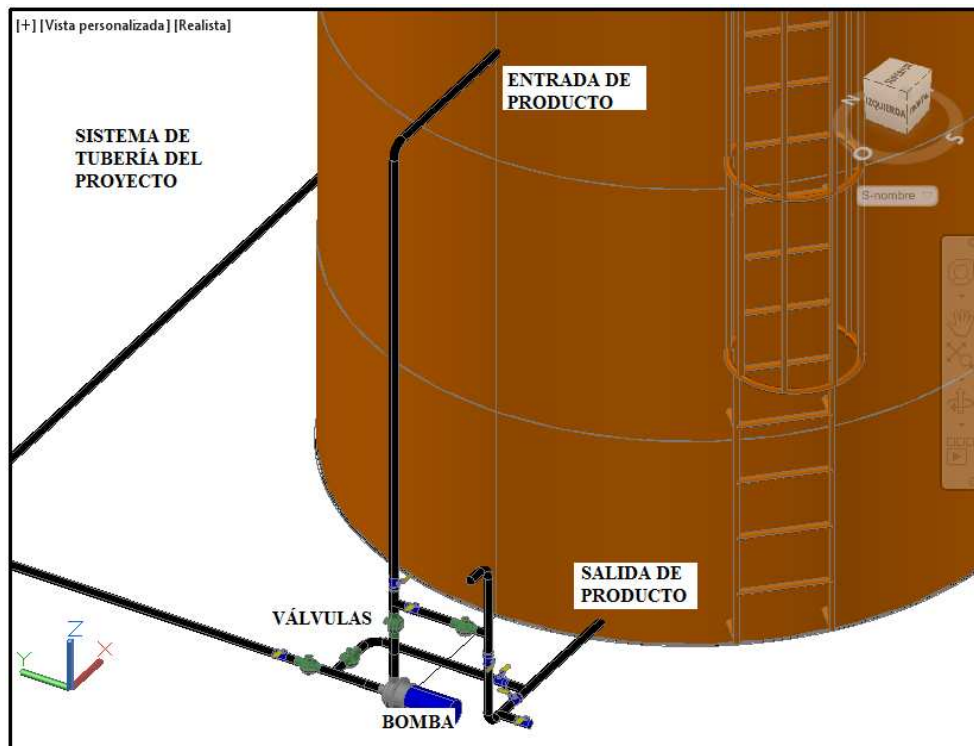 [+] [Vista personalizada] [Realista]
ENTRADA DE
PRODUCTO
SISTEMA DE
TUBERÍA DEL
PROYECTO
IZQUIERDA
N
S
O
S-nombre
SALIDA DE
PRODUCTO
VÁLVULAS
Z
Y
X
BOMBA